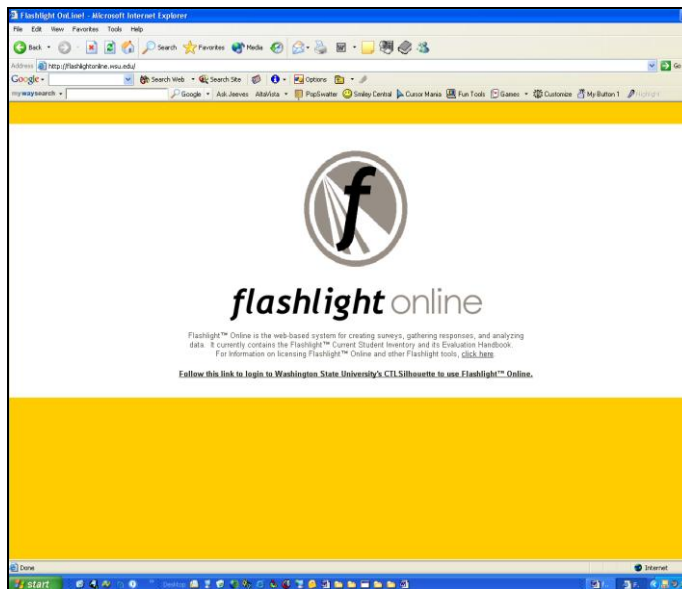 Flashlight OnLine! - Microsoft Internet Explorer
File Edit View Favorites Tools Help
Back Search Favorites Media
Address http://flashlightonline.wsu.edu/ Go
Google Search Web Search Site Options
mywaysearch Google Ask Jeeves AltaVista PopSwatter Smiley Central Cursor Mania Fun Tools Games Customize My Button 1 Highlight
f
flashlight online
Flashlight™ Online is the web-based system for creating surveys, gathering responses, and analyzing
data. It currently contains the Flashlight™ Current Student Inventory and its Evaluation Handbook.
For Information on licensing Flashlight™ Online and other Flashlight tools, click here
Follow this link to login to Washington State University's CTLSilhouette to use Flashlight™ Online.
Done Internet
start Desktop